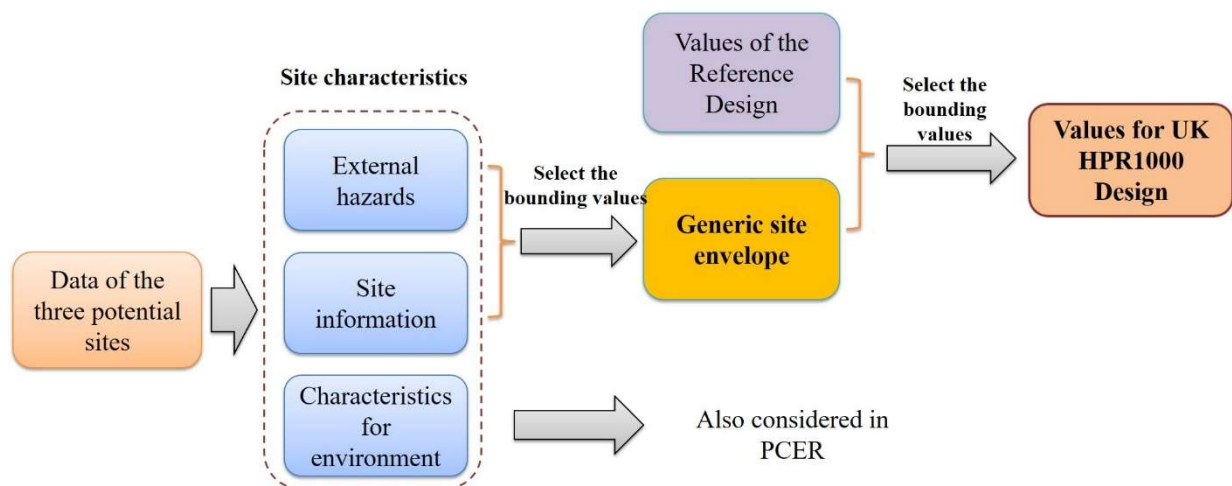 Data of the
three potential
sites
Site characteristics
External
hazards
Site
information
Characteristics
for
environment
Select the
bounding values
Values of the
Reference
Design
Generic site
envelope
Also considered in
PCER
Select the
bounding
values
Values for UK
HPR1000
Design